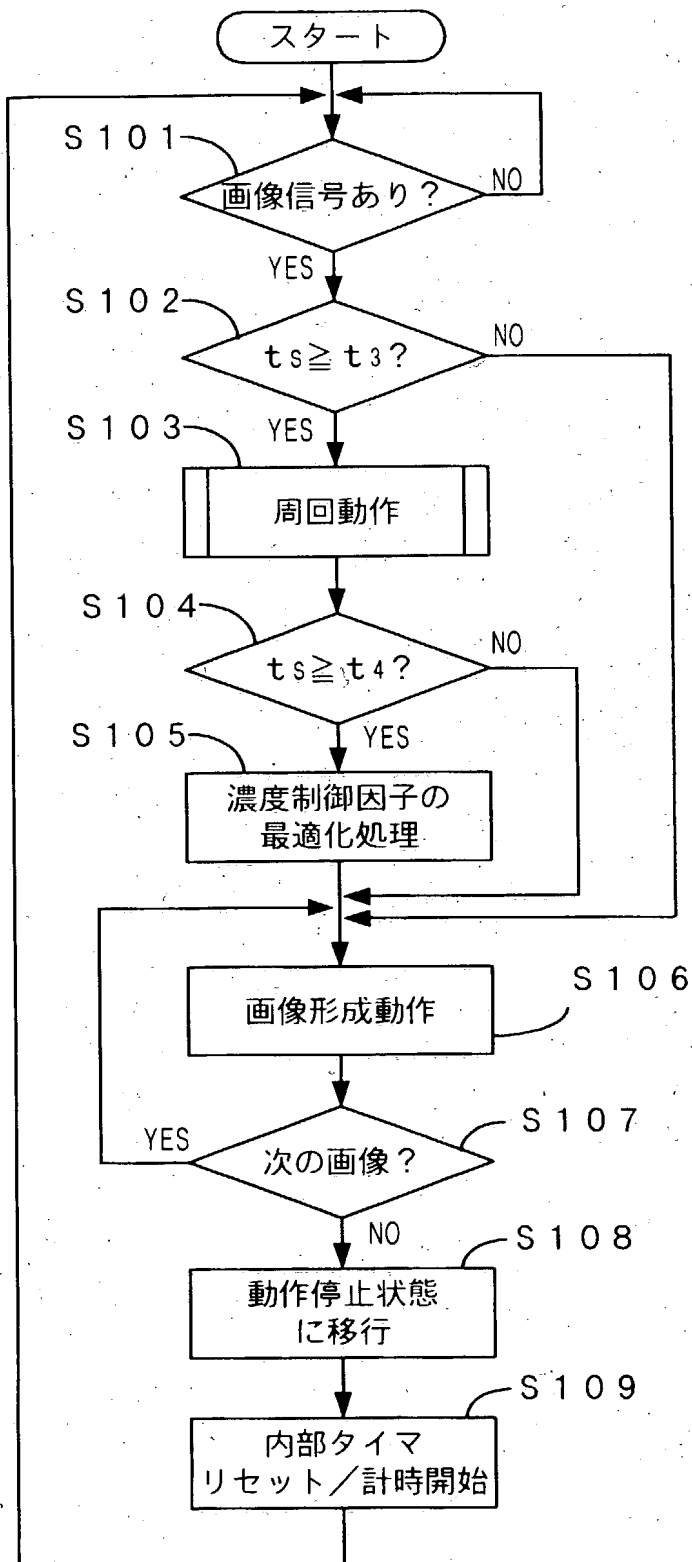 スタート
S101
画像信号あり?
NO
YES
S102
ts≧t3?
NO
YES
S103
周回動作
S104
ts≧t4?
NO
YES
S105
濃度制御因子の
最適化処理
画像形成動作
S106
次の画像?
YES
S107
NO
S108
動作停止状態
に移行
S109
内部タイマ
リセット/計時開始